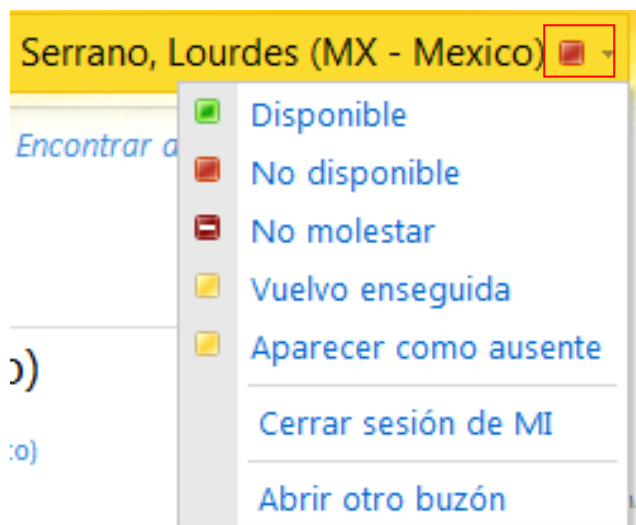 Serrano, Lourdes (MX - Mexico)
Disponible
Encontrar
No disponible
No molestar
Vuelvo enseguida
Aparecer como ausente
Cerrar sesión de MI
Abrir otro buzón